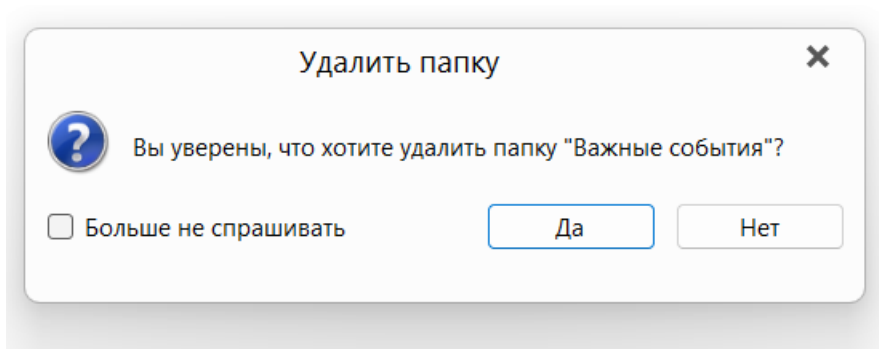 Удалить папку
Вы уверены, что хотите удалить папку "Важные события"?
Больше не спрашивать
Да
Нет